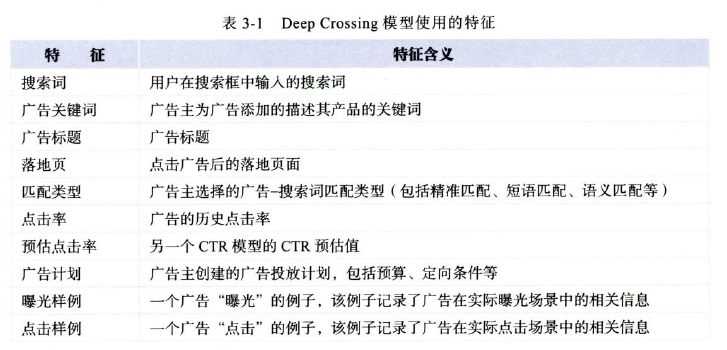 表 3-1 Deep Crossing 模型使用的特征
特 征 特征含义
搜索词 用户在搜索框中输入的搜索词
广告关键词 广告主为广告添加的描述其产品的关键词
广告标题 广告标题
落地页 点击广告后的落地页面
匹配类型 广告主选择的广告–搜索词匹配类型（包括精准匹配、短语匹配、语义匹配等）
点击率 广告的历史点击率
预估点击率 另一个 CTR 模型的 CTR 预估值
广告计划 广告主创建的广告投放计划，包括预算、定向条件等
曝光样例 一个广告“曝光”的例子，该例子记录了广告在实际曝光场景中的相关信息
点击样例 一个广告“点击”的例子，该例子记录了广告在实际点击场景中的相关信息